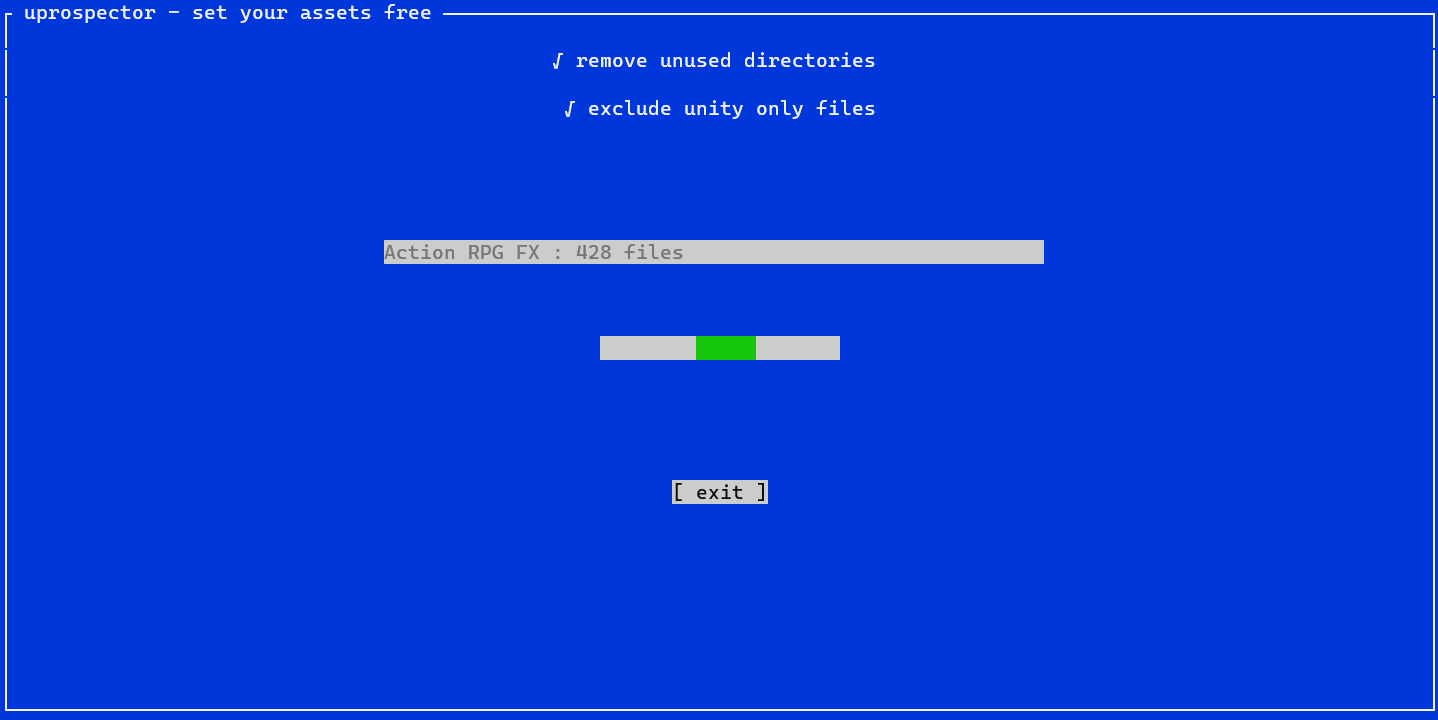 uprospector — set your assets free
√ remove unused directories
√ exclude unity only files
Action RPG FX : 428 files
[ exit ]